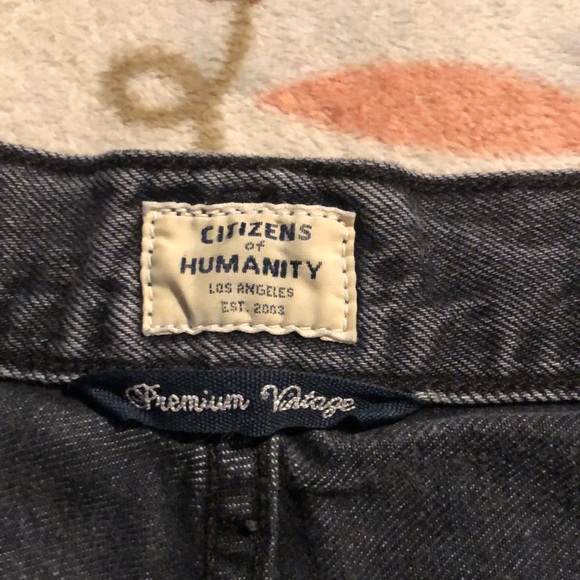 CITIZENS
of
HUMANITY
LOS ANGELES
EST. 2003
Premium Vintage